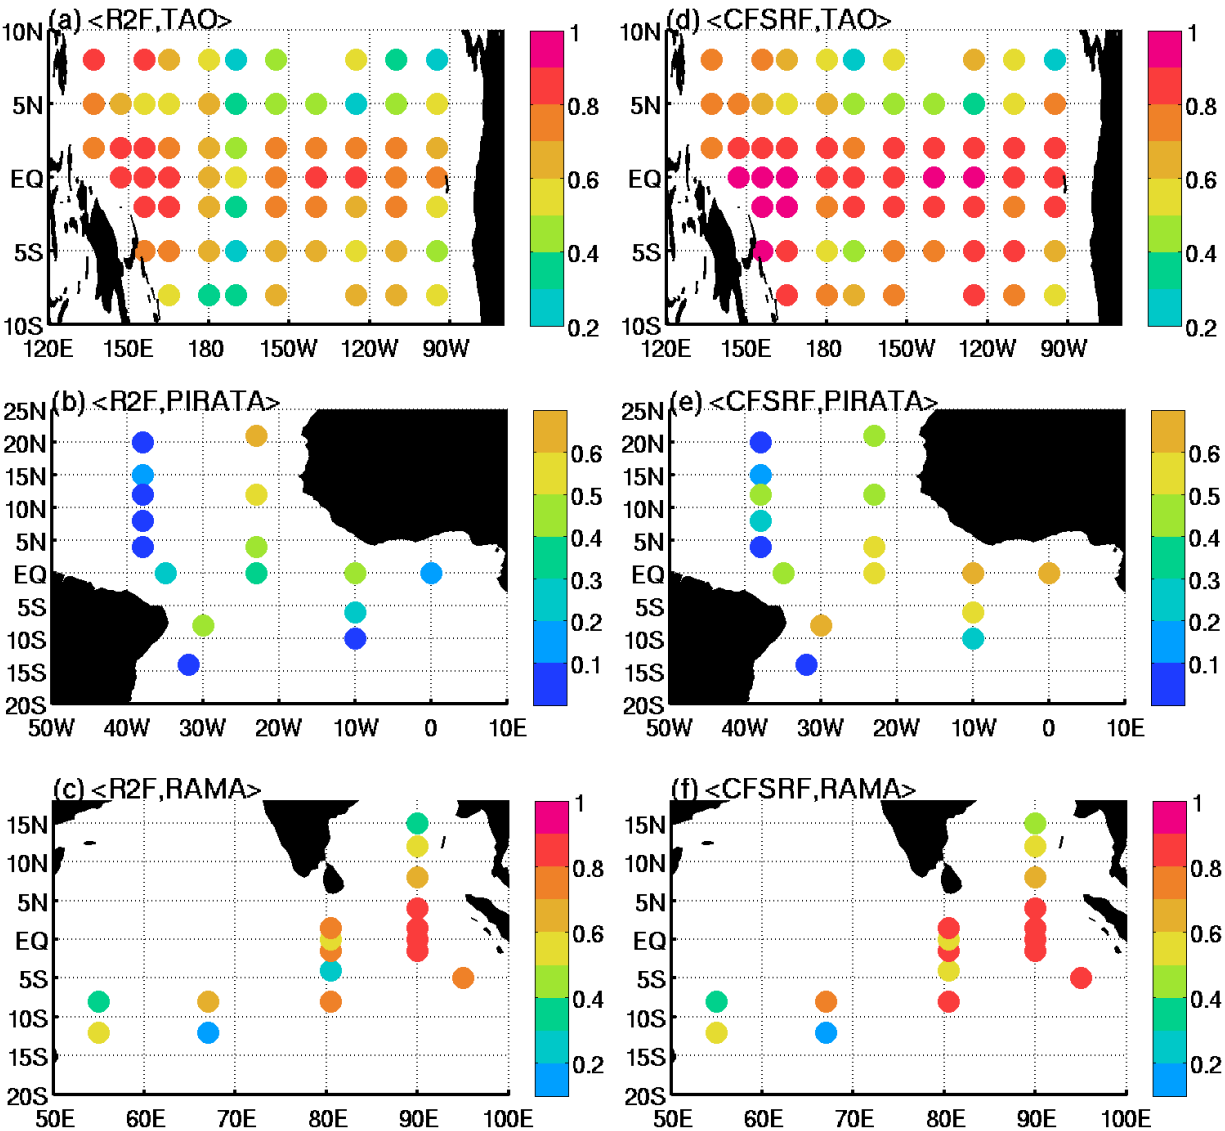 (a) <R2F,TAO>
10N
5N
EQ
5S
10S
120E 150E 180 150W 120W 90W
1
0.8
0.6
0.4
0.2
(d) <CFSRF,TAO>
10N
5N
EQ
5S
10S
120E 150E 180 150W 120W 90W
1
0.8
0.6
0.4
0.2
(b) <R2F,PIRATA>
25N
20N
15N
10N
5N
EQ
5S
10S
15S
20S
50W 40W 30W 20W 10W 0 10E
0.6
0.5
0.4
0.3
0.2
0.1
(e) <CFSRF,PIRATA>
25N
20N
15N
10N
5N
EQ
5S
10S
15S
20S
50W 40W 30W 20W 10W 0 10E
0.6
0.5
0.4
0.3
0.2
0.1
(c) <R2F,RAMA>
15N
10N
5N
EQ
5S
10S
15S
20S
50E 60E 70E 80E 90E 100E
1
0.8
0.6
0.4
0.2
(f) <CFSRF,RAMA>
15N
10N
5N
EQ
5S
10S
15S
20S
50E 60E 70E 80E 90E 100E
1
0.8
0.6
0.4
0.2